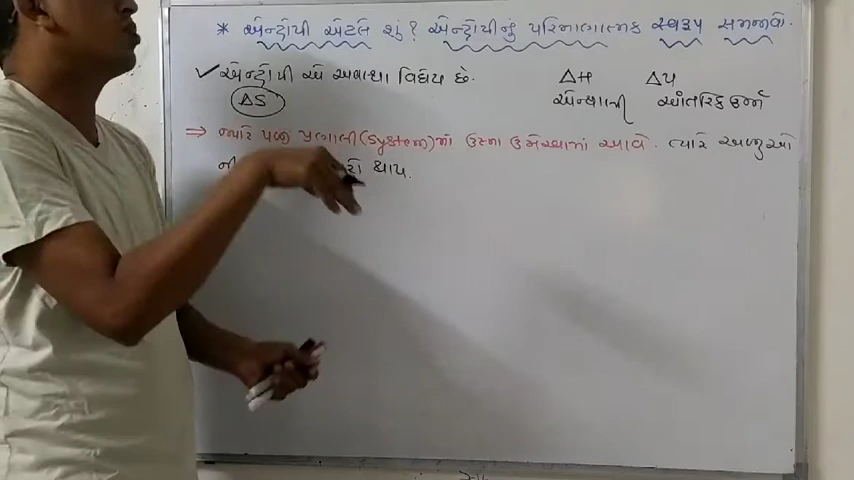 * એન્ટ્રોપી એટલે શું? એન્ટ્રોપીનું પરિમાણાત્મક સ્વરૂપ સમજાવો.
✓ એન્ટ્રોપી એ અવસ્થા વિધેય છે. ΔH ΔU
ΔS એન્થાલ્પી આંતરિક ઉર્જા
⇒ જ્યારે પણ પ્રણાલી (System)માં ઉષ્મા ઉમેરવામાં આવે. ત્યારે અણુઓ
ની થાય.